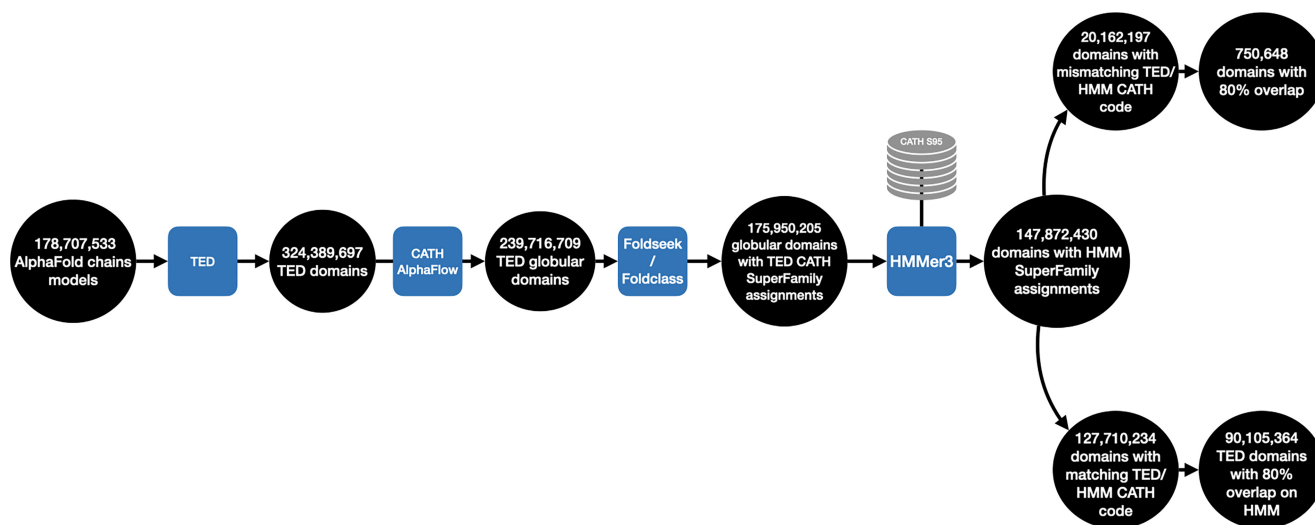 178,707,533
AlphaFold chains
models
TED
324,389,697
TED domains
CATH
AlphaFlow
239,716,709
TED globular
domains
Foldseek
/
Foldclass
175,950,205
globular domains
with TED CATH
SuperFamily
assignments
CATH S95
HMMer3
147,872,430
domains with HMM
SuperFamily
assignments
20,162,197
domains with
mismatching TED/
HMM CATH
code
750,648
domains with
80% overlap
127,710,234
domains with
matching TED/
HMM CATH
code
90,105,364
TED domains
with 80%
overlap on
HMM